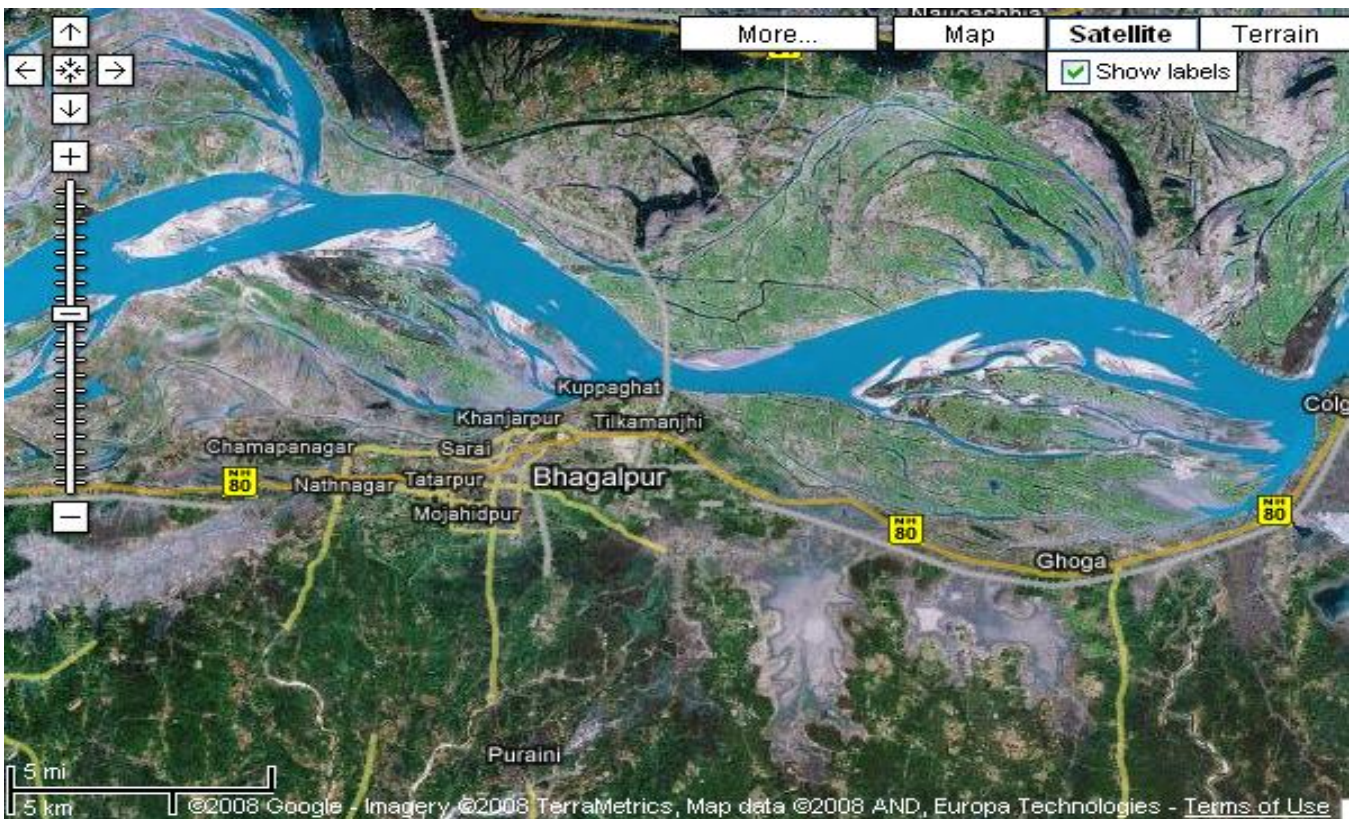 Naugachhia
More... Map Satellite Terrain
Show labels
Kuppaghat
Colg
Khanjarpur Tilkamanjhi
Chamapanagar Sarai
NH 80 Nathnagar Tatarpur Bhagalpur
Mojahidpur
NH 80
NH 80
Ghoga
Puraini
5 mi
5 km
©2008 Google - Imagery ©2008 TerraMetrics, Map data ©2008 AND, Europa Technologies - Terms of Use